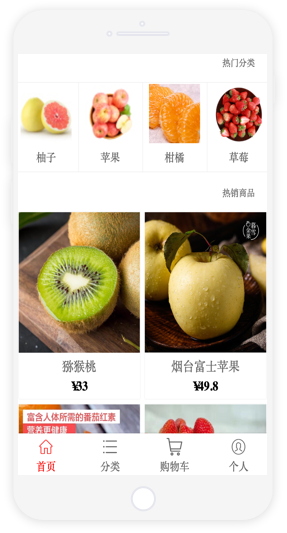 热门分类
柚子
苹果
柑橘
草莓
热销商品
猕猴桃
¥33
烟台富士苹果
¥49.8
富含人体所需的番茄红素
营养更健康
首页
分类
购物车
个人